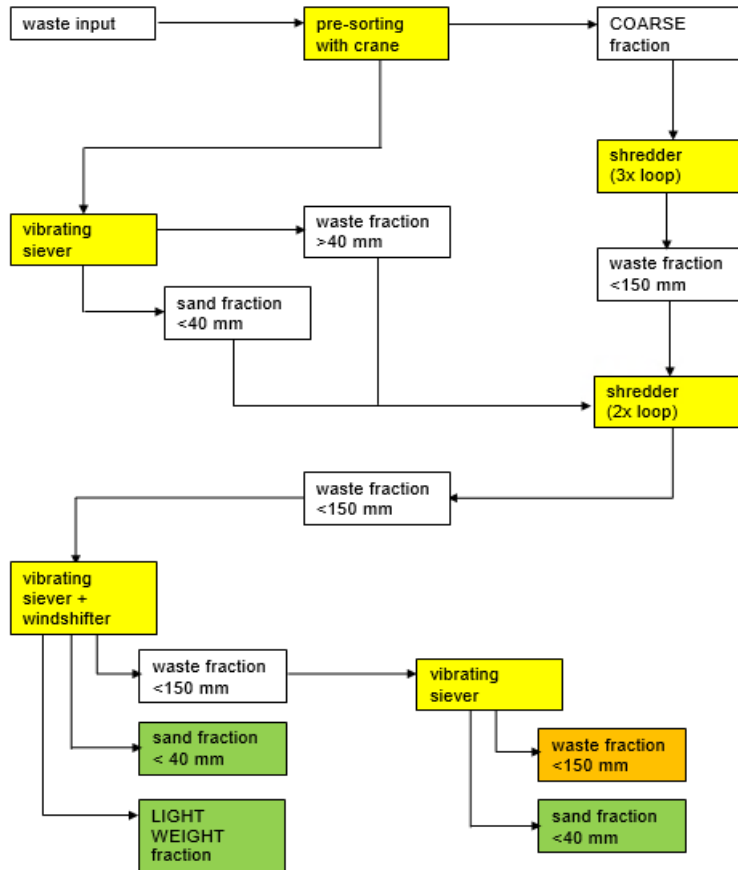 waste input
pre-sorting
with crane
COARSE
fraction
shredder
(3x loop)
vibrating
siever
waste fraction
>40 mm
waste fraction
<150 mm
sand fraction
<40 mm
shredder
(2x loop)
waste fraction
<150 mm
vibrating
siever +
windshifter
waste fraction
<150 mm
vibrating
siever
sand fraction
< 40 mm
waste fraction
<150 mm
LIGHT
WEIGHT
fraction
sand fraction
<40 mm